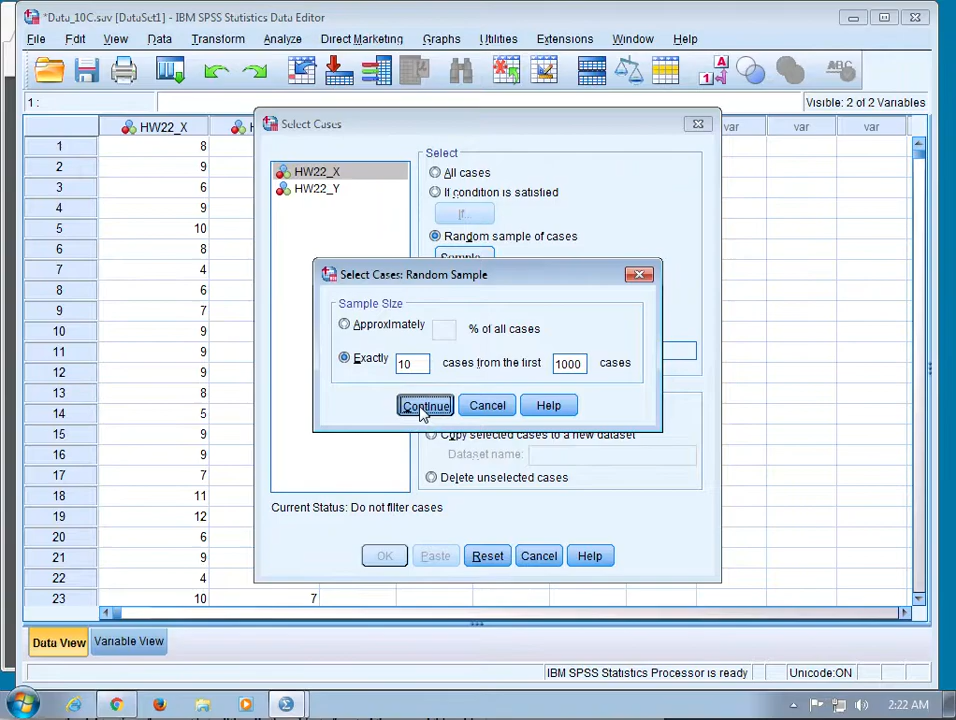 *Data_10C.sav [DataSet1] - IBM SPSS Statistics Data Editor
File Edit View Data Transform Analyze Direct Marketing Graphs Utilities Extensions Window Help
1 :
Visible: 2 of 2 Variables
HW22_X
var var var
1 8
2 9
3 6
4 9
5 10
6 8
7 4
8 6
9 7
10 9
11 9
12 9
13 8
14 5
15 9
16 9
17 7
18 11
19 12
20 6
21 9
22 4
23 10 7
Select Cases
HW22_X
HW22_Y
Select
All cases
If condition is satisfied
If...
Random sample of cases
Sample...
Select Cases: Random Sample
Sample Size
Approximately % of all cases
Exactly 10 cases from the first 1000 cases
Continue Cancel Help
Copy selected cases to a new dataset
Dataset name:
Delete unselected cases
Current Status: Do not filter cases
OK Paste Reset Cancel Help
Data View Variable View
IBM SPSS Statistics Processor is ready Unicode:ON
2:22 AM